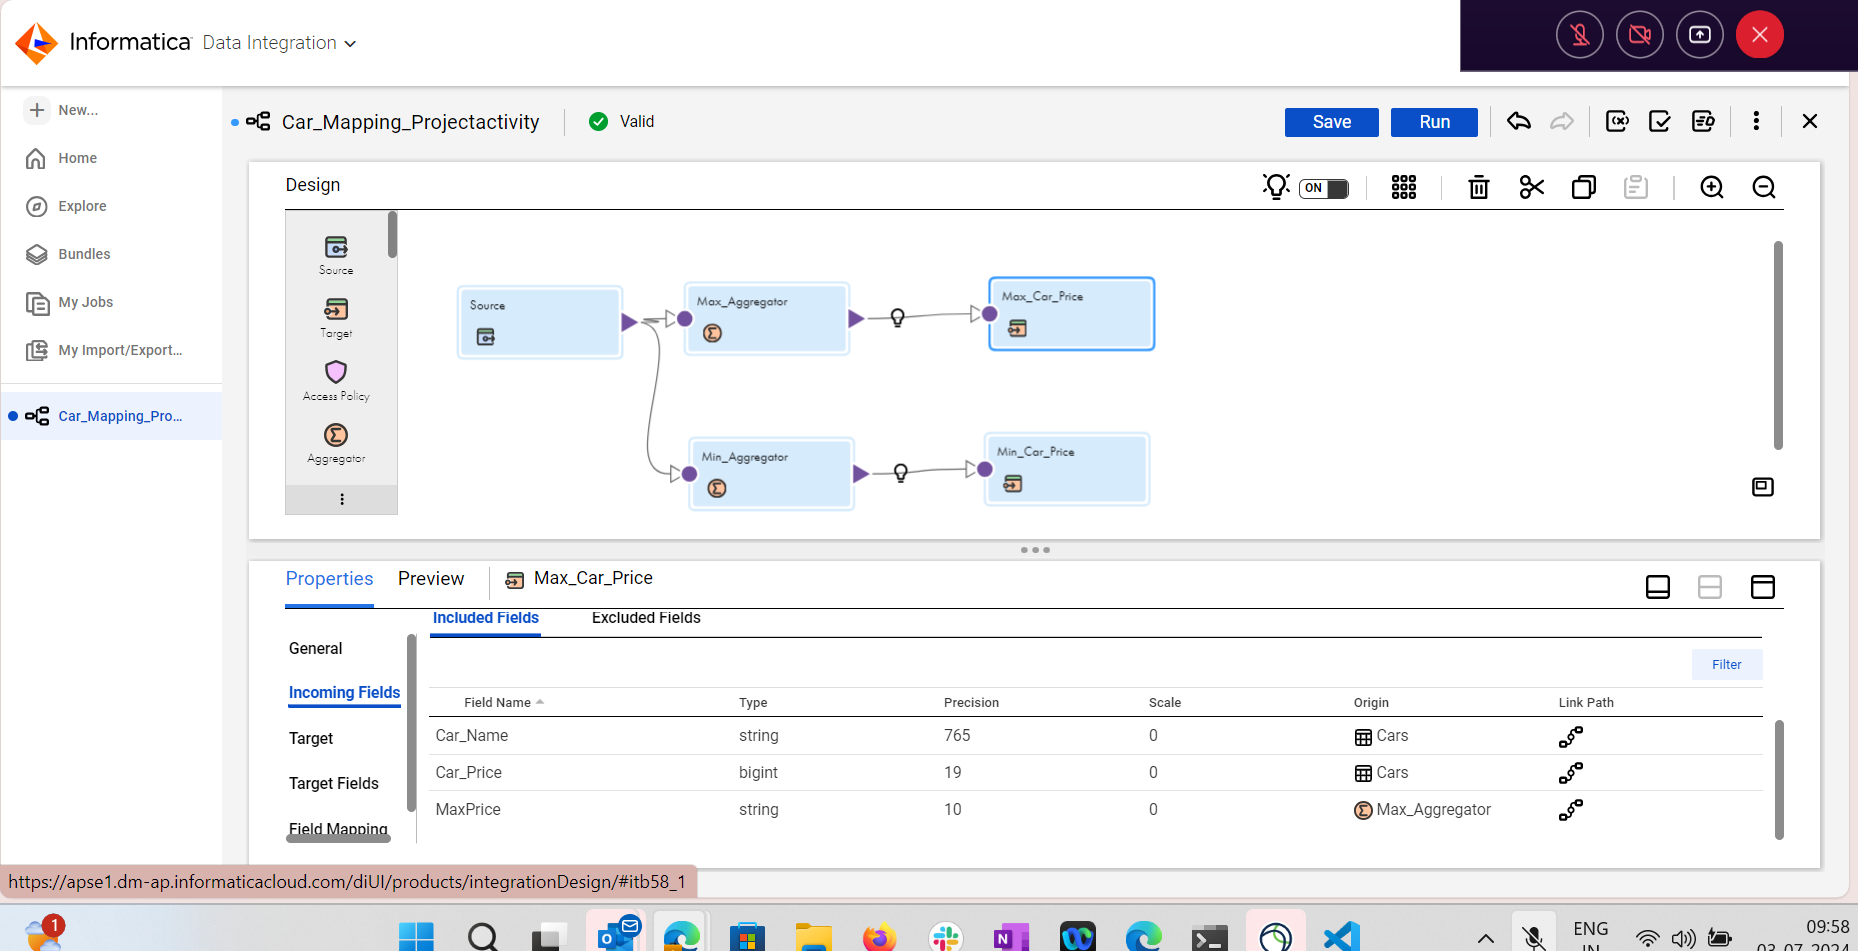 Informatica Data Integration
New...
Home
Explore
Bundles
My Jobs
My Import/Export...
Car_Mapping_Pro...
Car_Mapping_Projectactivity
Valid
Save
Run
Design
ON
Source
Target
Access Policy
Aggregator
Source
Max_Aggregator
Max_Car_Price
Min_Aggregator
Min_Car_Price
Properties
Preview
Max_Car_Price
General
Incoming Fields
Target
Target Fields
Field Mapping
Included Fields
Excluded Fields
Filter
Field Name Type Precision Scale Origin Link Path
Car_Name string 765 0 Cars
Car_Price bigint 19 0 Cars
MaxPrice string 10 0 Max_Aggregator
https://apse1.dm-ap.informaticacloud.com/diUI/products/integrationDesign/#itb58_1
1
ENG
IN
09:58
03-07-2024